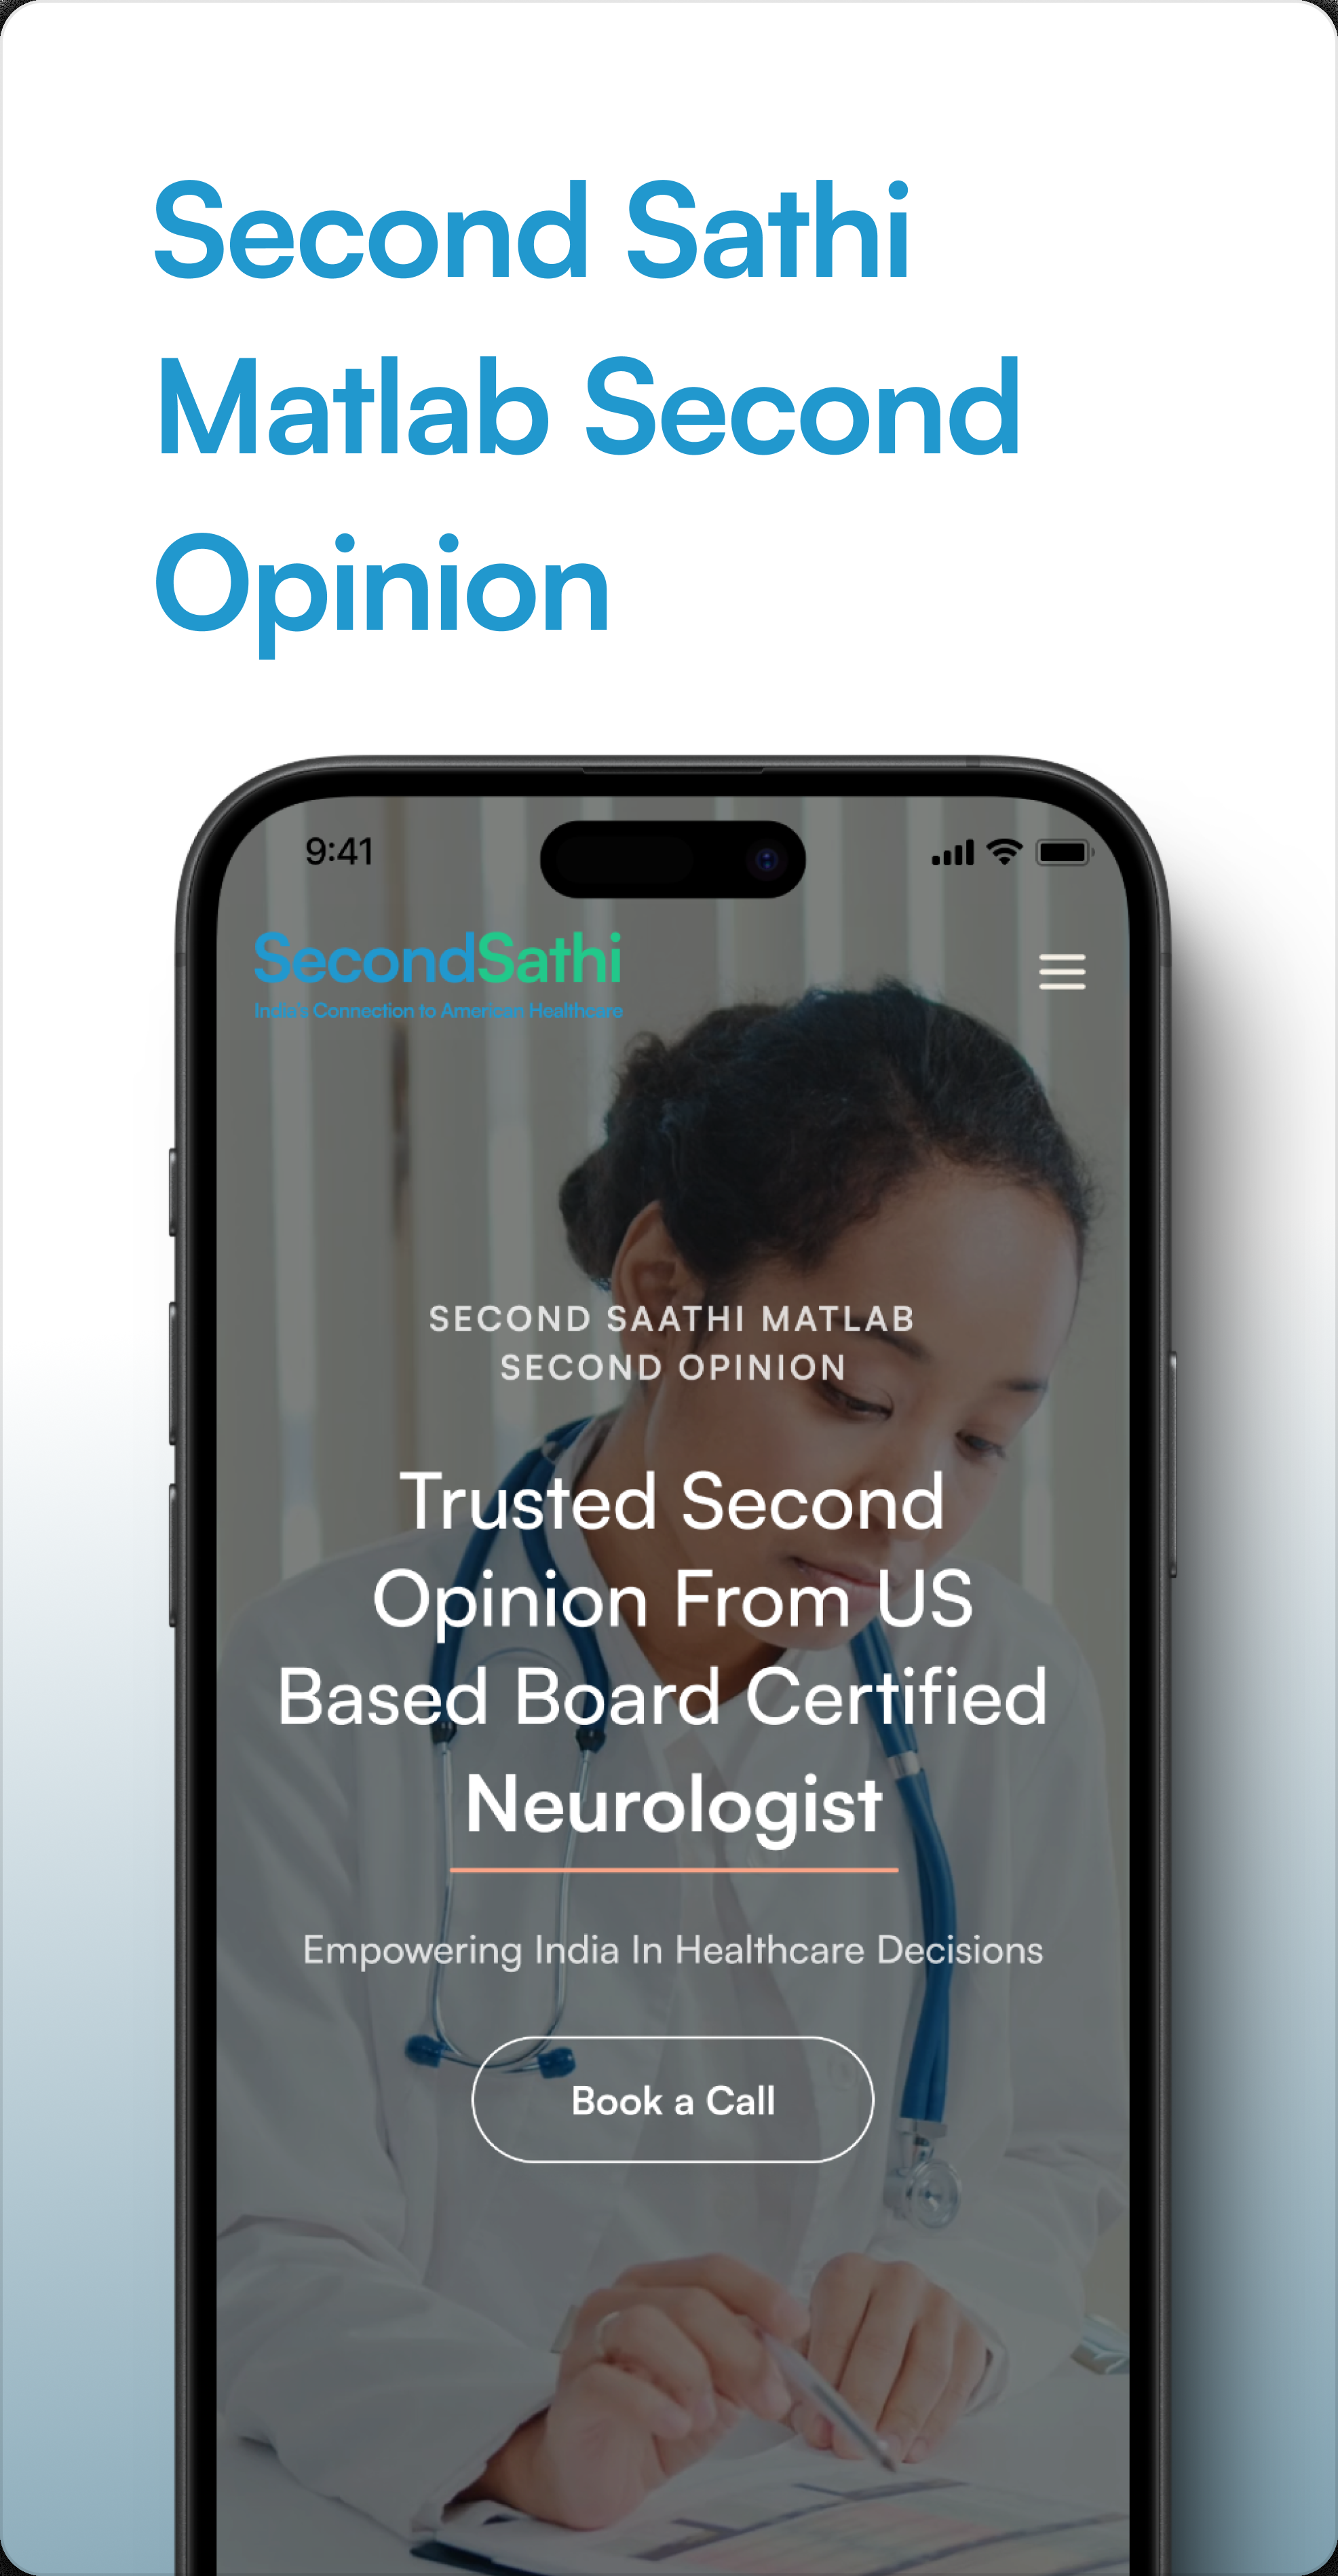 Second Sathi
Matlab Second
Opinion
9:41
SecondSathi
India's Connection to American Healthcare
SECOND SAATHI MATLAB
SECOND OPINION
Trusted Second
Opinion From US
Based Board Certified
Neurologist
Empowering India In Healthcare Decisions
Book a Call